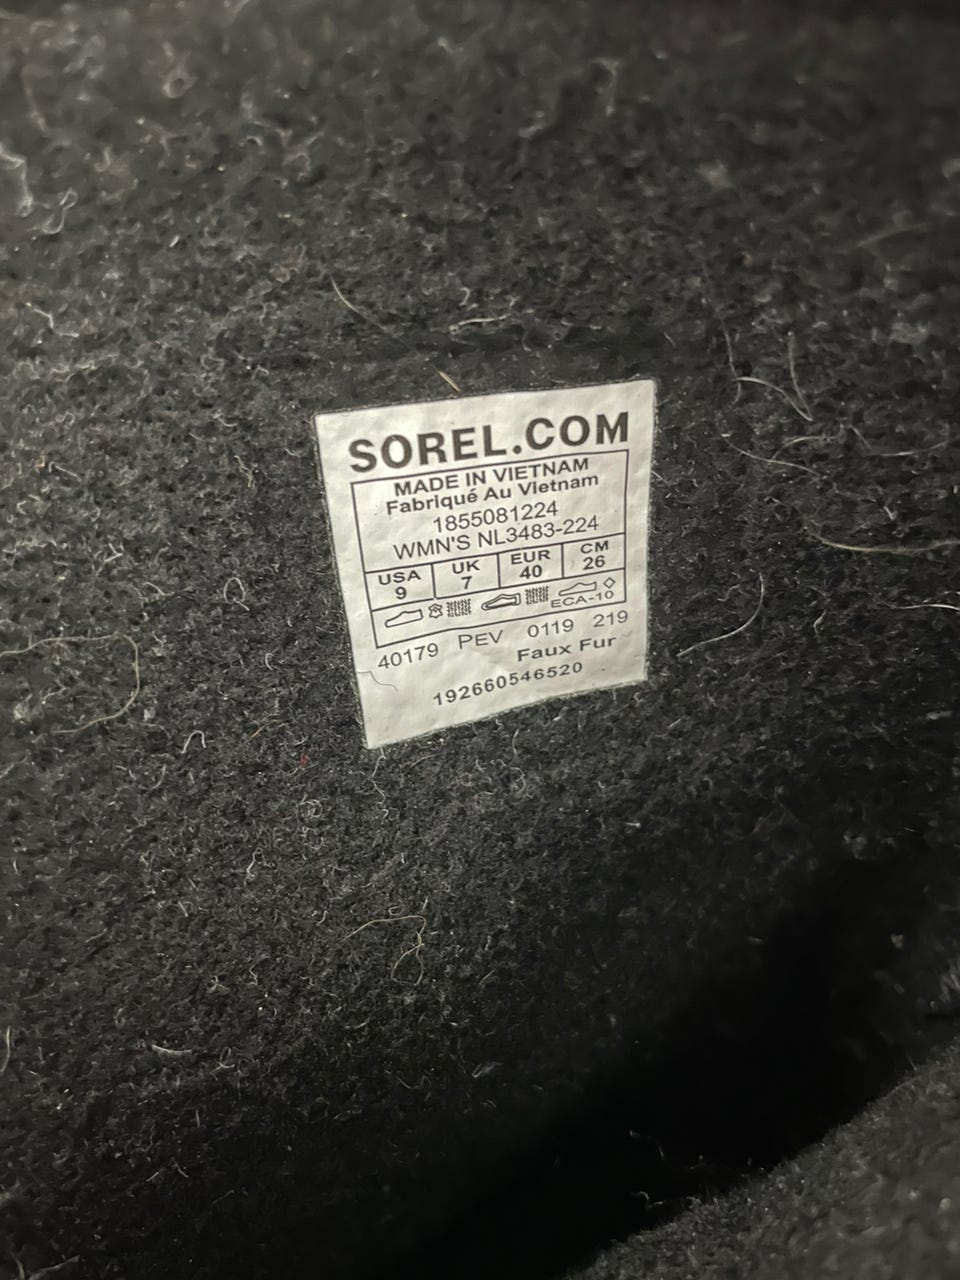 SOREL.COM
MADE IN VIETNAM
Fabriqué Au Vietnam
1855081224
WMN'S NL3483-224
USA UK EUR CM
9 7 40 26
ECA-10
40179 PEV 0119 219
Faux Fur
192660546520